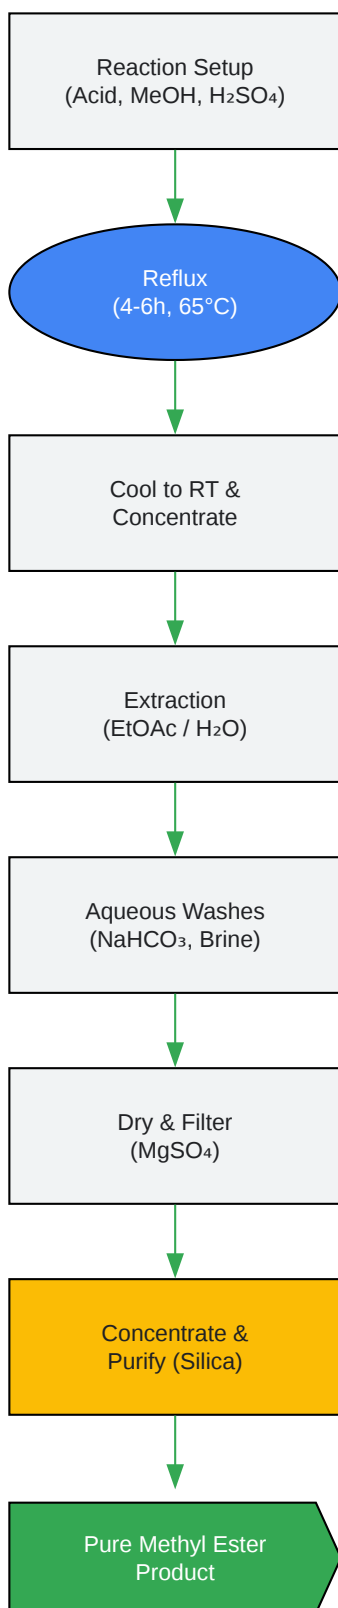 Reaction Setup
(Acid, MeOH, H₂SO₄)
Reflux
(4-6h, 65°C)
Cool to RT &
Concentrate
Extraction
(EtOAc / H₂O)
Aqueous Washes
(NaHCO₃, Brine)
Dry & Filter
(MgSO₄)
Concentrate &
Purify (Silica)
Pure Methyl Ester
Product